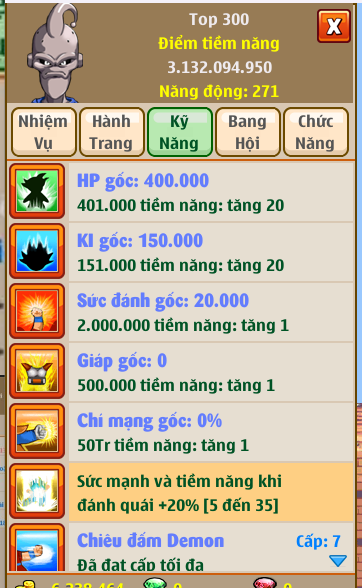 Top 300
Điểm tiềm năng
3.132.094.950
Năng động: 271
X
Nhiệm Vụ
Hành Trang
Kỹ Năng
Bang Hội
Chức Năng
HP gốc: 400.000
401.000 tiềm năng: tăng 20
KI gốc: 150.000
151.000 tiềm năng: tăng 20
Sức đánh gốc: 20.000
2.000.000 tiềm năng: tăng 1
Giáp gốc: 0
500.000 tiềm năng: tăng 1
Chí mạng gốc: 0%
50Tr tiềm năng: tăng 1
Sức mạnh và tiềm năng khi
đánh quái +20% [5 đến 35]
Chiêu đấm Demon Cấp: 7
Đã đạt cấp tối đa